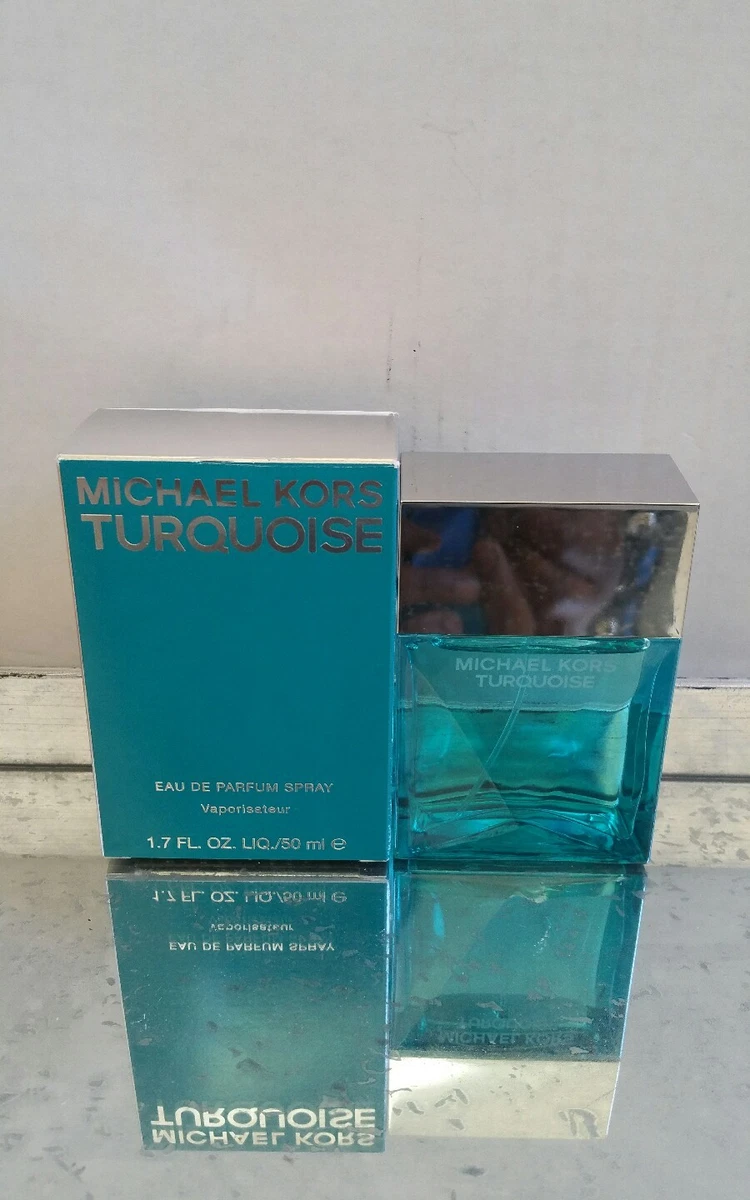 MiCHAEL KORS
TURQUOISE
EAU DE PARFUM SPRAY
Vaporisateur
1.7 FL. OZ. LIQ./50 ml ℮
MICHAEL KORS
TURQUOISE